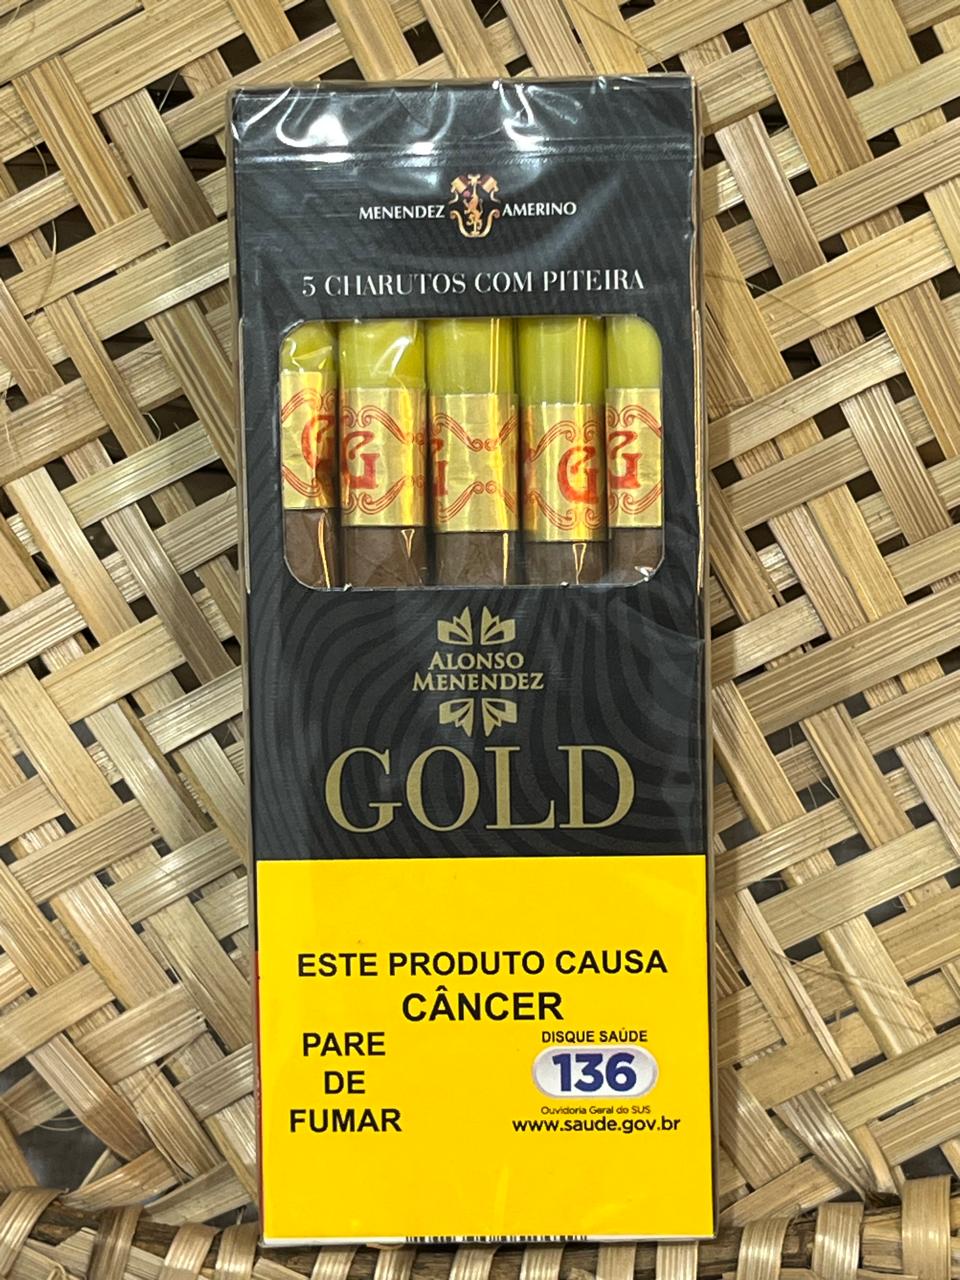 MENENDEZ AMERINO
5 CHARUTOS COM PITEIRA
G G G G
ALONSO
MENENDEZ
GOLD
ESTE PRODUTO CAUSA
CÂNCER
PARE
DE
FUMAR
DISQUE SAÚDE
136
Ouvidoria Geral do SUS
www.saude.gov.br